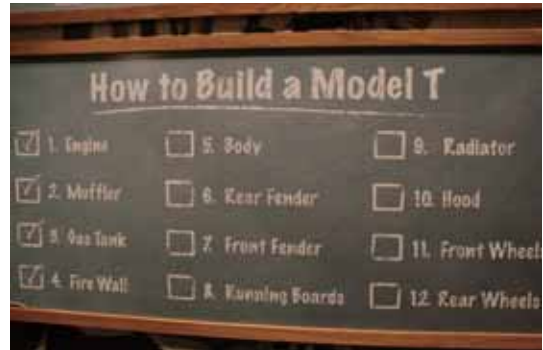 How to Build a Model T
1. Engine
2. Muffler
3. Gas Tank
4. Fire Wall
5. Body
6. Rear Fender
7. Front Fender
8. Running Boards
9. Radiator
10. Hood
11. Front Wheels
12. Rear Wheels